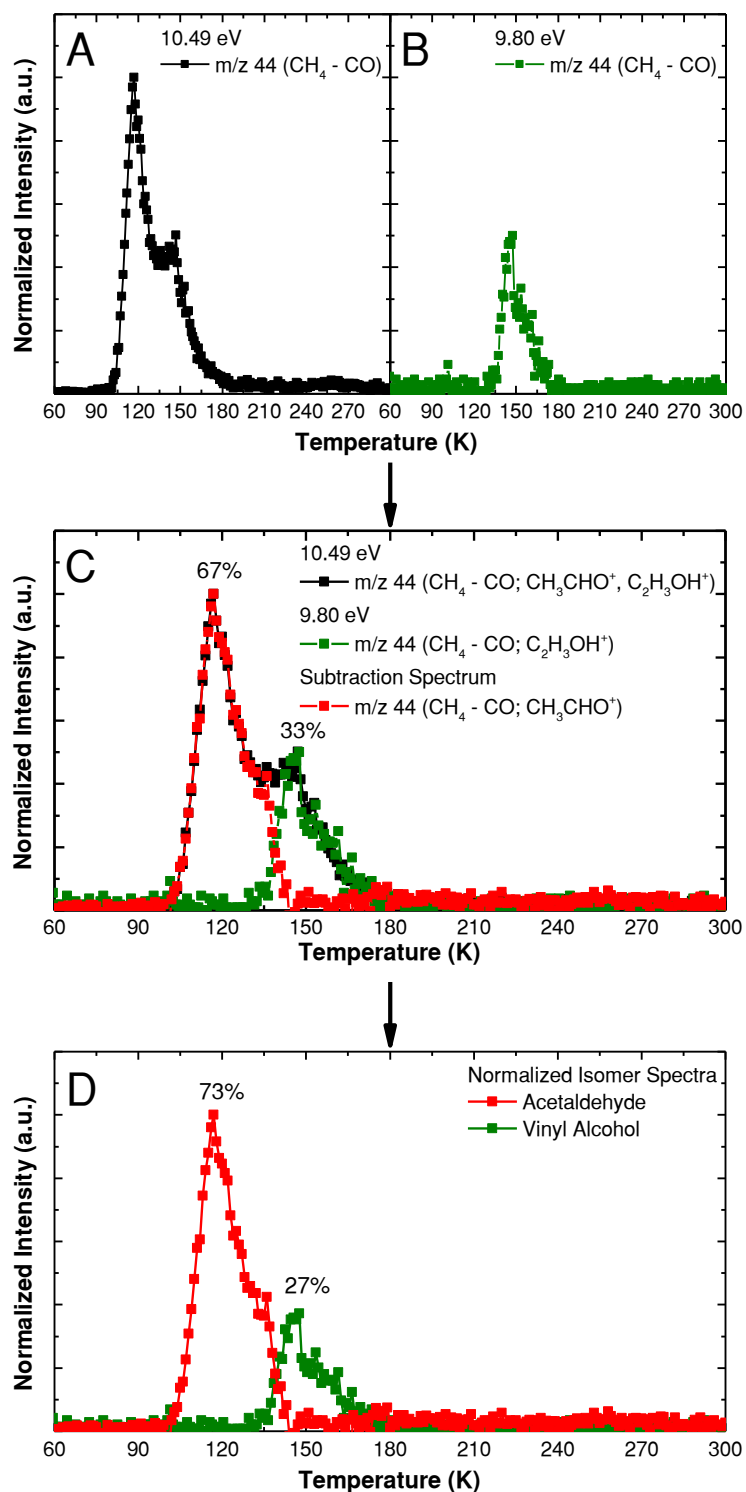 A
10.49 eV
m/z 44 (CH₄ - CO)
B
9.80 eV
m/z 44 (CH₄ - CO)
Normalized Intensity (a.u.)
60 90 120 150 180 210 240 270
60 90 120 150 180 210 240 270 300
Temperature (K)
C
67%
33%
10.49 eV
m/z 44 (CH₄ - CO; CH₃CHO⁺, C₂H₃OH⁺)
9.80 eV
m/z 44 (CH₄ - CO; C₂H₃OH⁺)
Subtraction Spectrum
m/z 44 (CH₄ - CO; CH₃CHO⁺)
Normalized Intensity (a.u.)
60 90 120 150 180 210 240 270 300
Temperature (K)
D
73%
27%
Normalized Isomer Spectra
Acetaldehyde
Vinyl Alcohol
Normalized Intensity (a.u.)
60 90 120 150 180 210 240 270 300
Temperature (K)